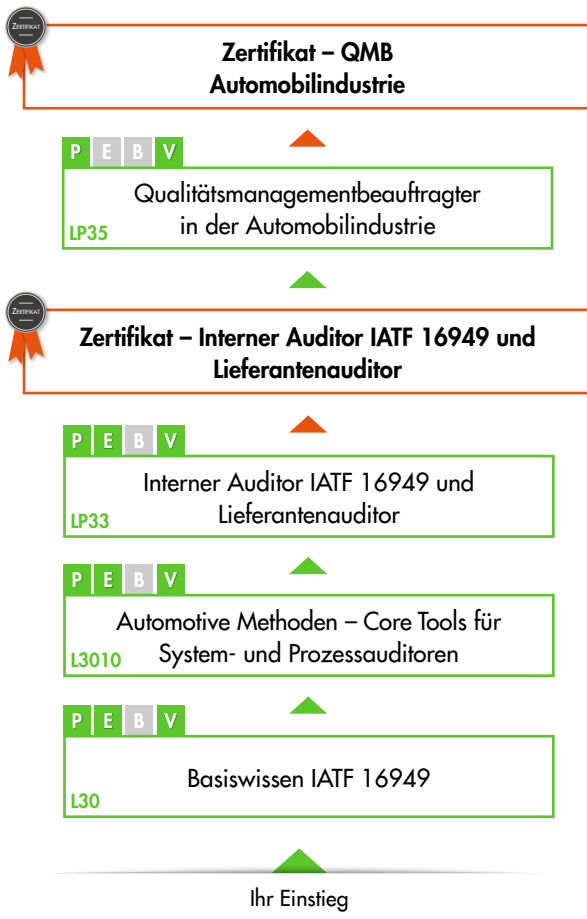 ZERTIFIKAT
Zertifikat – QMB
Automobilindustrie
P E B V
Qualitätsmanagementbeauftragter
in der Automobilindustrie
LP35
ZERTIFIKAT
Zertifikat – Interner Auditor IATF 16949 und
Lieferantenauditor
P E B V
Interner Auditor IATF 16949 und
Lieferantenauditor
LP33
P E B V
Automotive Methoden – Core Tools für
System- und Prozessauditoren
L3010
P E B V
Basiswissen IATF 16949
L30
Ihr Einstieg